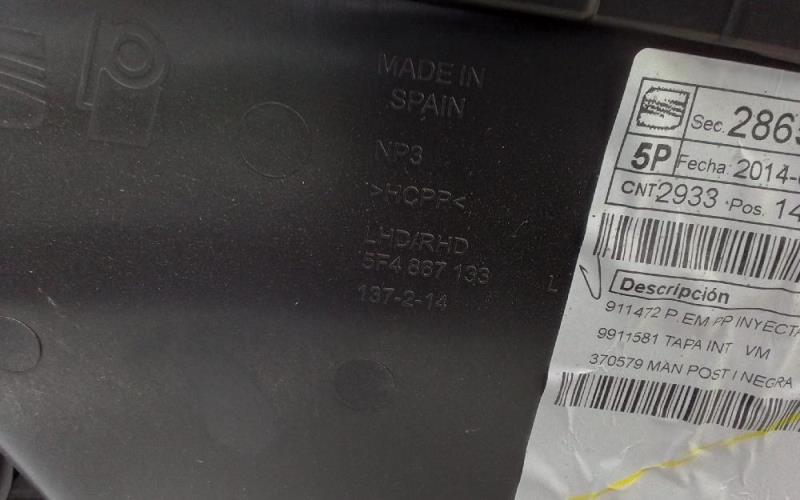 MADE IN
SPAIN
NP3
>HCPP<
LHD/RHD
5F4 867 133
137-2-14
L
Sec. 2863
5P Fecha: 2014-
CNT 2933 Pos. 14
Descripción
911472 P.EM PP INYECTA
9911581 TAPA INT VM
370579 MAN POST I NEGRA